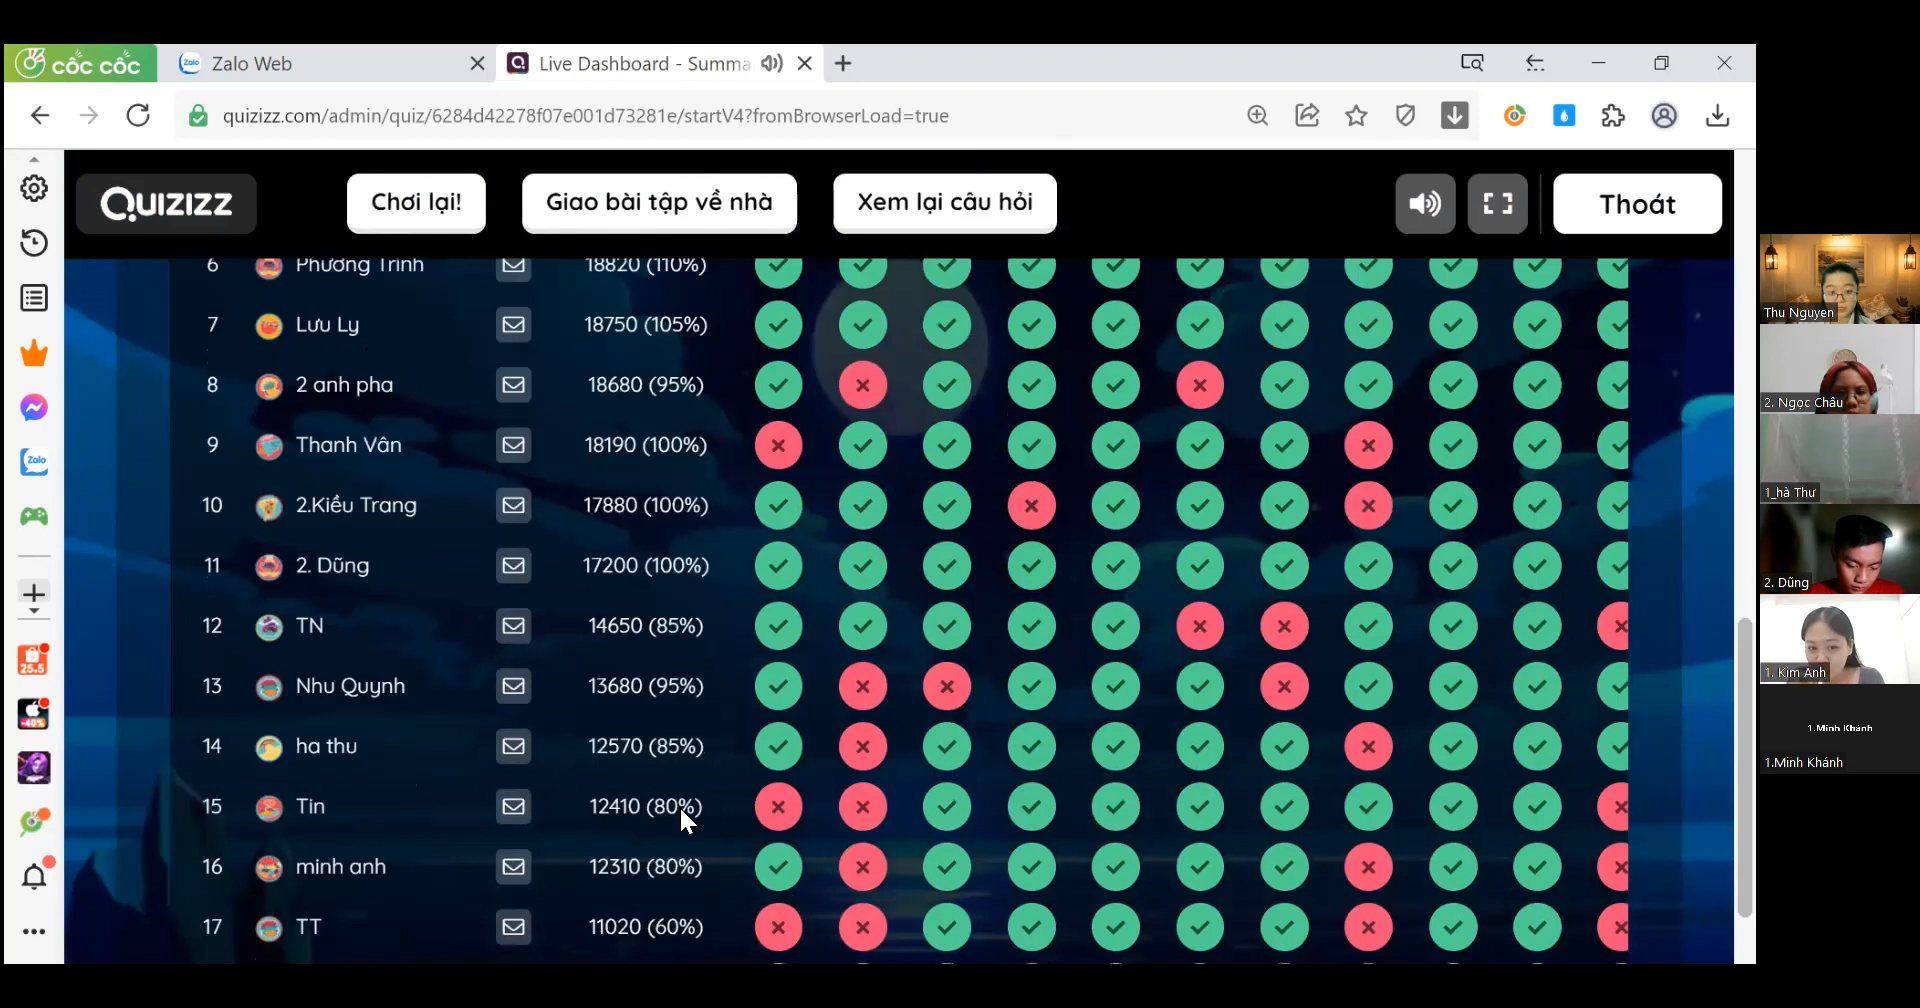 cốc cốc
Zalo Web
Live Dashboard - Summa
quizizz.com/admin/quiz/6284d42278f07e001d73281e/startV4?fromBrowserLoad=true
QUIZIZZ
Chơi lại!
Giao bài tập về nhà
Xem lại câu hỏi
Thoát
6 Phương Trinh 18820 (110%)
7 Lưu Ly 18750 (105%)
8 2 anh pha 18680 (95%)
9 Thanh Vân 18190 (100%)
10 2.Kiều Trang 17880 (100%)
11 2. Dũng 17200 (100%)
12 TN 14650 (85%)
13 Nhu Quynh 13680 (95%)
14 ha thu 12570 (85%)
15 Tin 12410 (80%)
16 minh anh 12310 (80%)
17 TT 11020 (60%)
Zalo
25.5
-40%
Thu Nguyen
2. Ngọc Châu
1_hà Thư
2. Dũng
1. Kim Anh
1.Minh Khánh
1.Minh Khánh